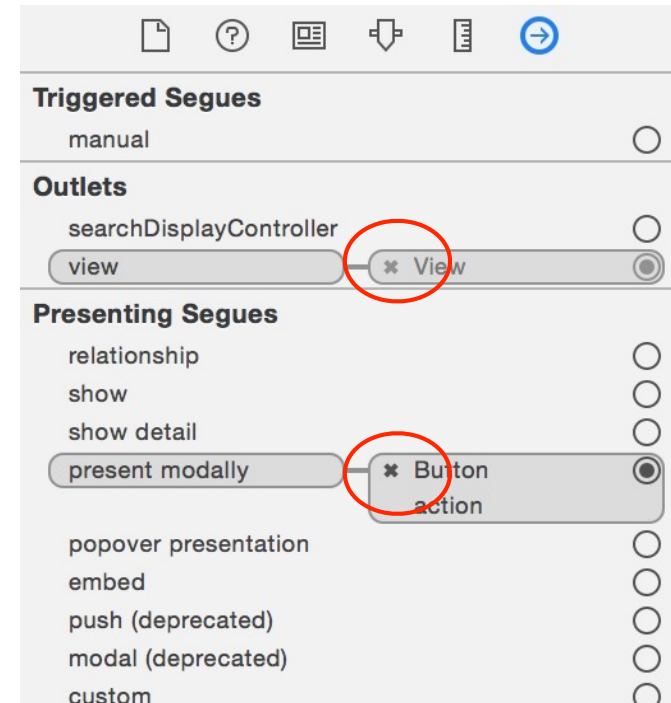 Triggered Segues
manual
Outlets
searchDisplayController
view
View
Presenting Segues
relationship
show
show detail
present modally
Button
action
popover presentation
embed
push (deprecated)
modal (deprecated)
custom